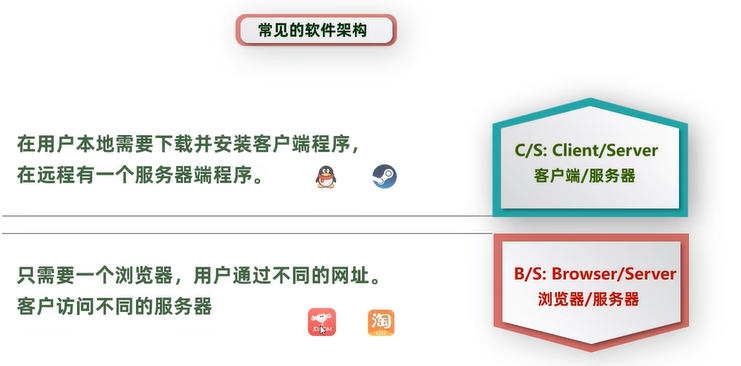 常见的软件架构
在用户本地需要下载并安装客户端程序，
在远程有一个服务器端程序。
C/S: Client/Server
客户端/服务器
只需要一个浏览器，用户通过不同的网址。
客户访问不同的服务器
B/S: Browser/Server
浏览器/服务器
淘